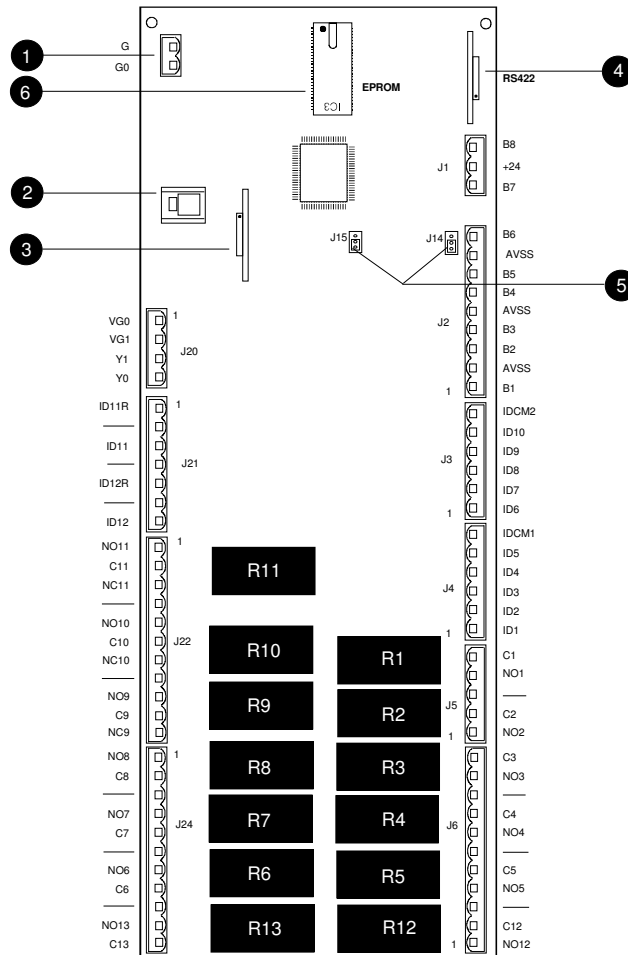 1
G
G0
6
IC3
EPROM
4
RS422
J1
B8
+24
B7
2
3
J15
J14
5
J2
B6
AVSS
B5
B4
AVSS
B3
B2
AVSS
B1
1
VG0
VG1
Y1
Y0
1
J20
ID11R
ID11
ID12R
ID12
1
J21
J3
IDCM2
ID10
ID9
ID8
ID7
ID6
1
J4
IDCM1
ID5
ID4
ID3
ID2
ID1
1
NO11
C11
NC11
NO10
C10
NC10
NO9
C9
NC9
1
J22
R11
R10
R9
R8
R7
R6
R13
R1
R2
R3
R4
R5
R12
J5
1
C1
NO1
C2
NO2
NO8
C8
NO7
C7
NO6
C6
NO13
C13
1
J24
J6
1
C3
NO3
C4
NO4
C5
NO5
C12
NO12